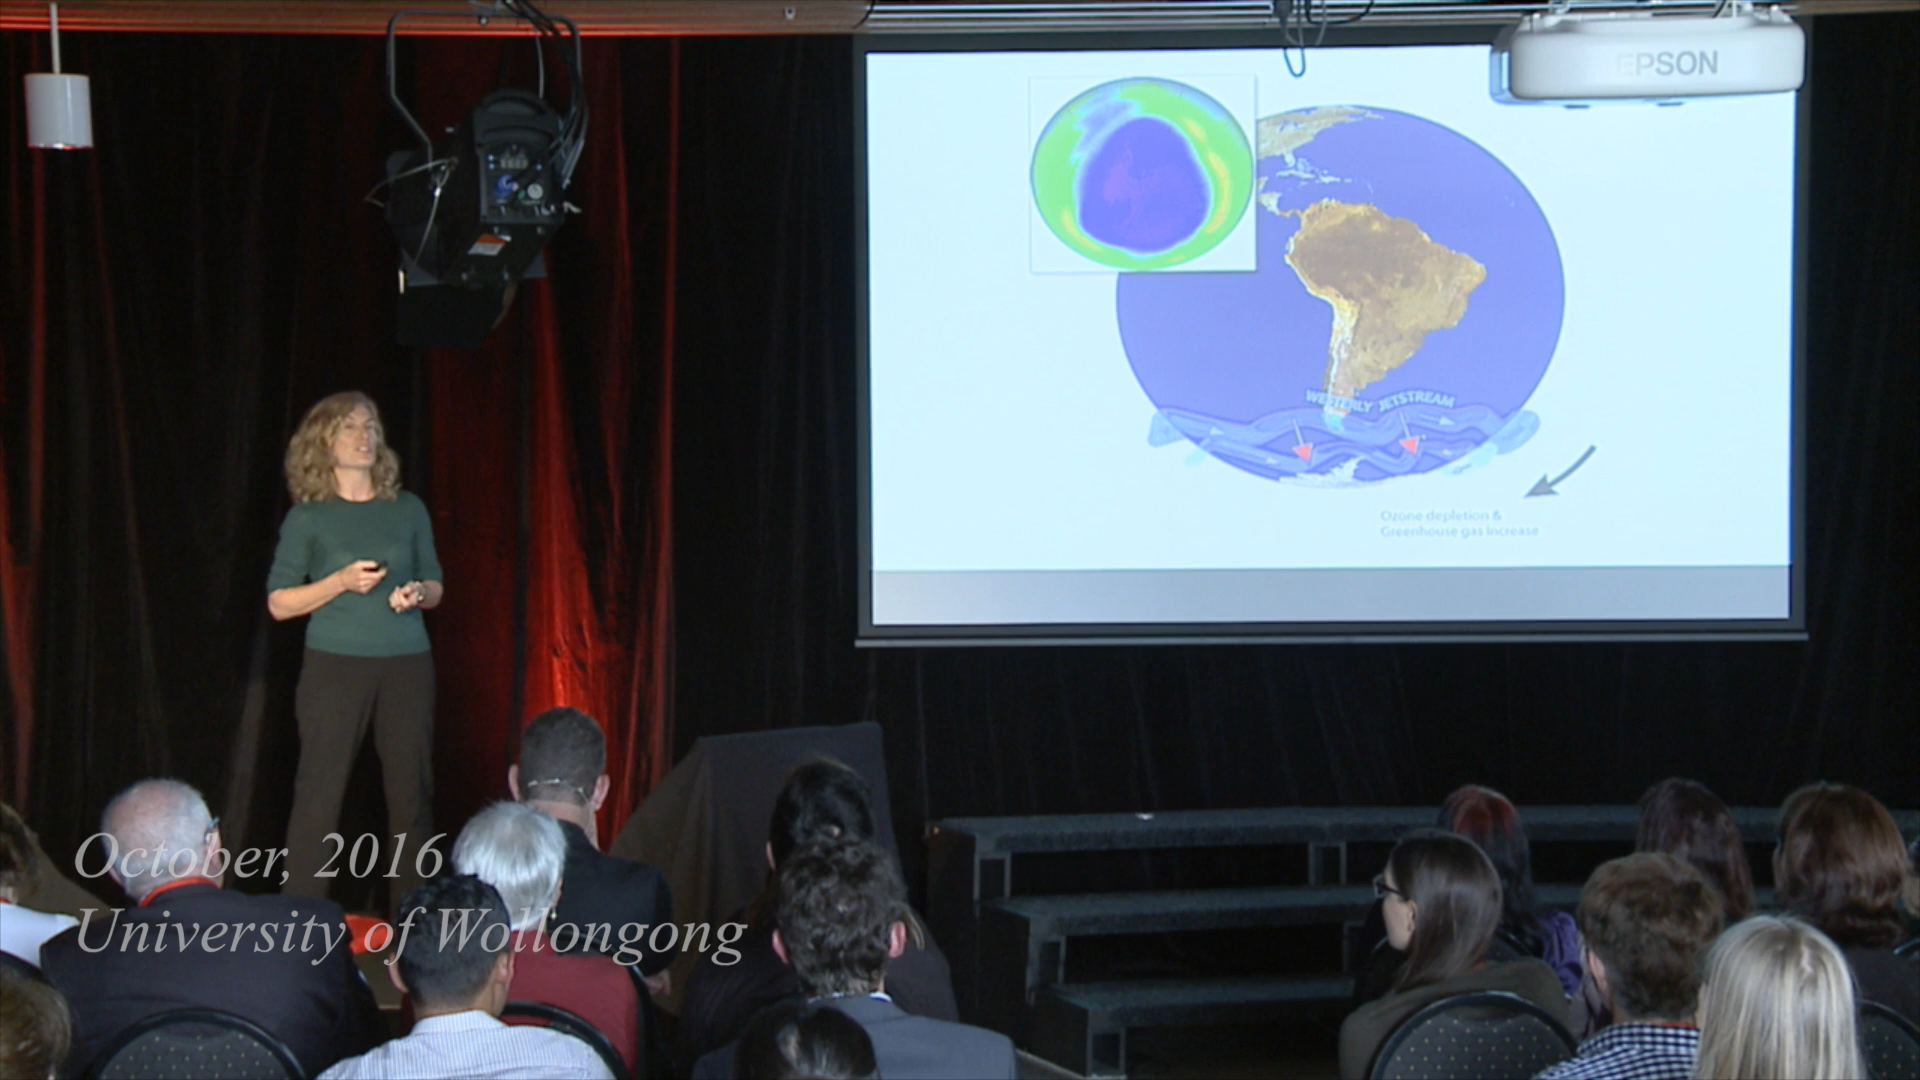 EPSON
WESTERLY JETSTREAM
Ozone depletion &
Greenhouse gas increase
October, 2016
University of Wollongong